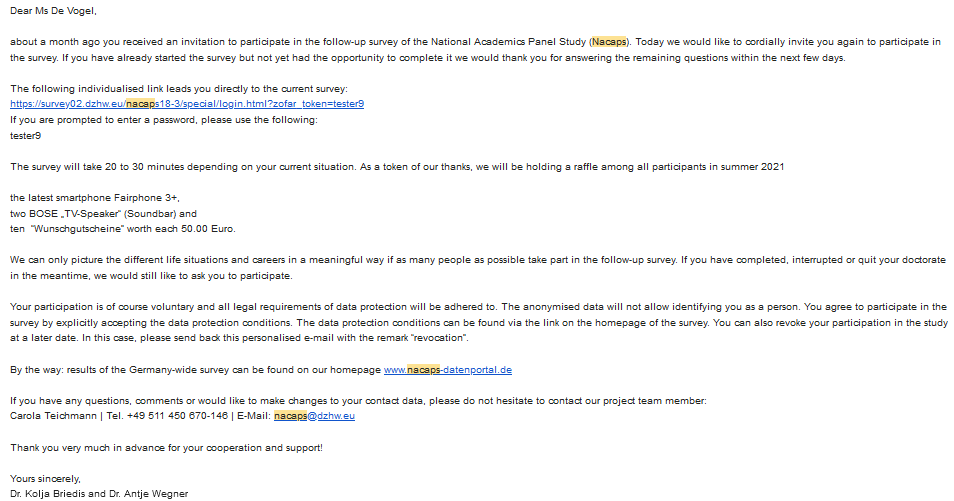 Dear Ms De Vogel,
about a month ago you received an invitation to participate in the follow-up survey of the National Academics Panel Study (Nacaps). Today we would like to cordially invite you again to participate in
the survey. If you have already started the survey but not yet had the opportunity to complete it we would thank you for answering the remaining questions within the next few days.
The following individualised link leads you directly to the current survey:
https://survey02.dzhw.eu/nacaps18-3/special/login.html?zofar_token=tester9
If you are prompted to enter a password, please use the following:
tester9
The survey will take 20 to 30 minutes depending on your current situation. As a token of our thanks, we will be holding a raffle among all participants in summer 2021
the latest smartphone Fairphone 3+,
two BOSE „TV-Speaker“ (Soundbar) and
ten "Wunschgutscheine" worth each 50.00 Euro.
We can only picture the different life situations and careers in a meaningful way if as many people as possible take part in the follow-up survey. If you have completed, interrupted or quit your doctorate
in the meantime, we would still like to ask you to participate.
Your participation is of course voluntary and all legal requirements of data protection will be adhered to. The anonymised data will not allow identifying you as a person. You agree to participate in the
survey by explicitly accepting the data protection conditions. The data protection conditions can be found via the link on the homepage of the survey. You can also revoke your participation in the study
at a later date. In this case, please send back this personalised e-mail with the remark "revocation".
By the way: results of the Germany-wide survey can be found on our homepage www.nacaps-datenportal.de
If you have any questions, comments or would like to make changes to your contact data, please do not hesitate to contact our project team member:
Carola Teichmann | Tel. +49 511 450 670-146 | E-Mail: nacaps@dzhw.eu
Thank you very much in advance for your cooperation and support!
Yours sincerely,
Dr. Kolja Briedis and Dr. Antje Wegner